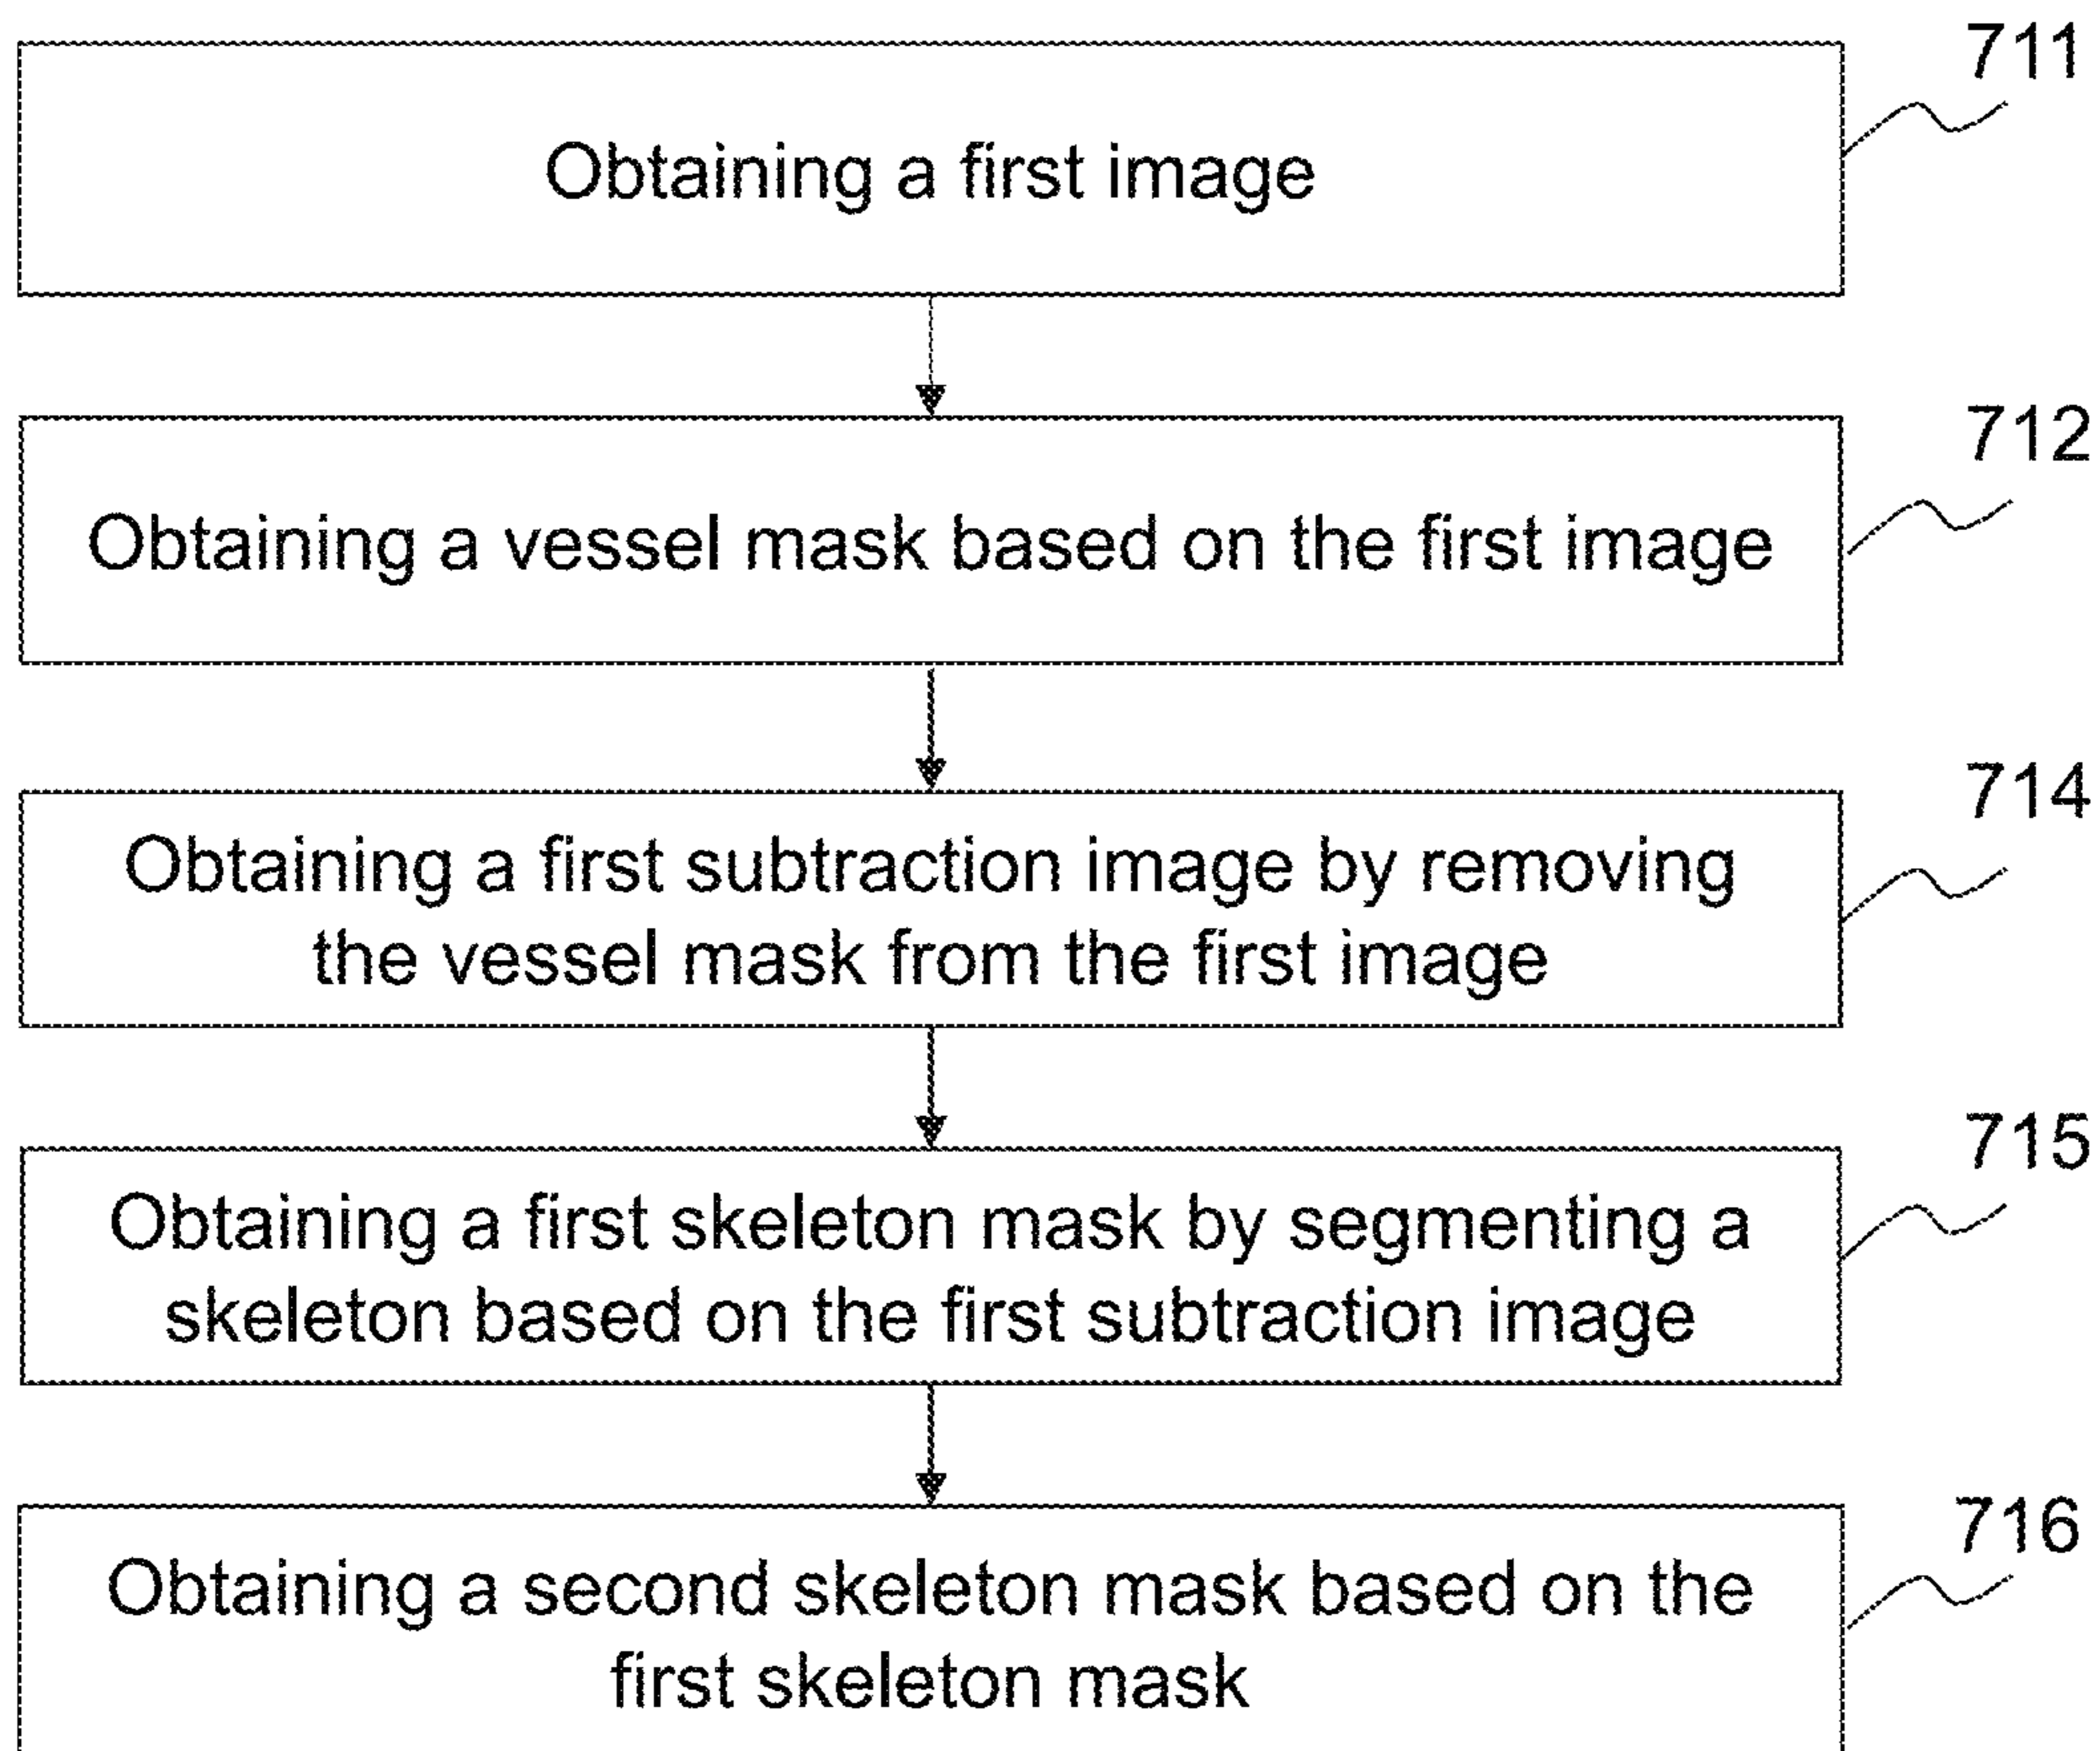 711
Obtaining a first image
712
Obtaining a vessel mask based on the first image
714
Obtaining a first subtraction image by removing
the vessel mask from the first image
715
Obtaining a first skeleton mask by segmenting a
skeleton based on the first subtraction image
716
Obtaining a second skeleton mask based on the
first skeleton mask